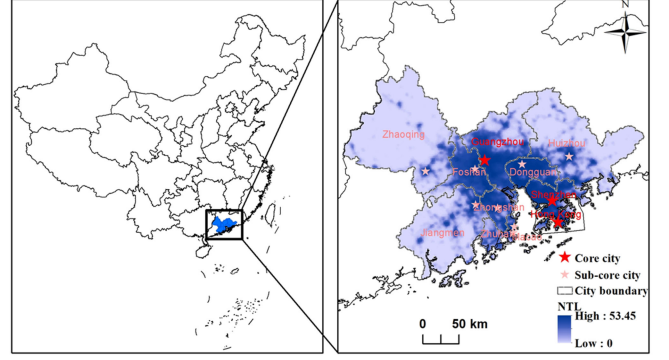 N
Zhaoqing
Guangzhou
Huizhou
Foshan
Dongguan
Shenzhen
Zhongshan
Hong Kong
Jiangmen
Zhuhai
Macao
Core city
Sub-core city
City boundary
NTL
High : 53.45
Low : 0
0 50 km